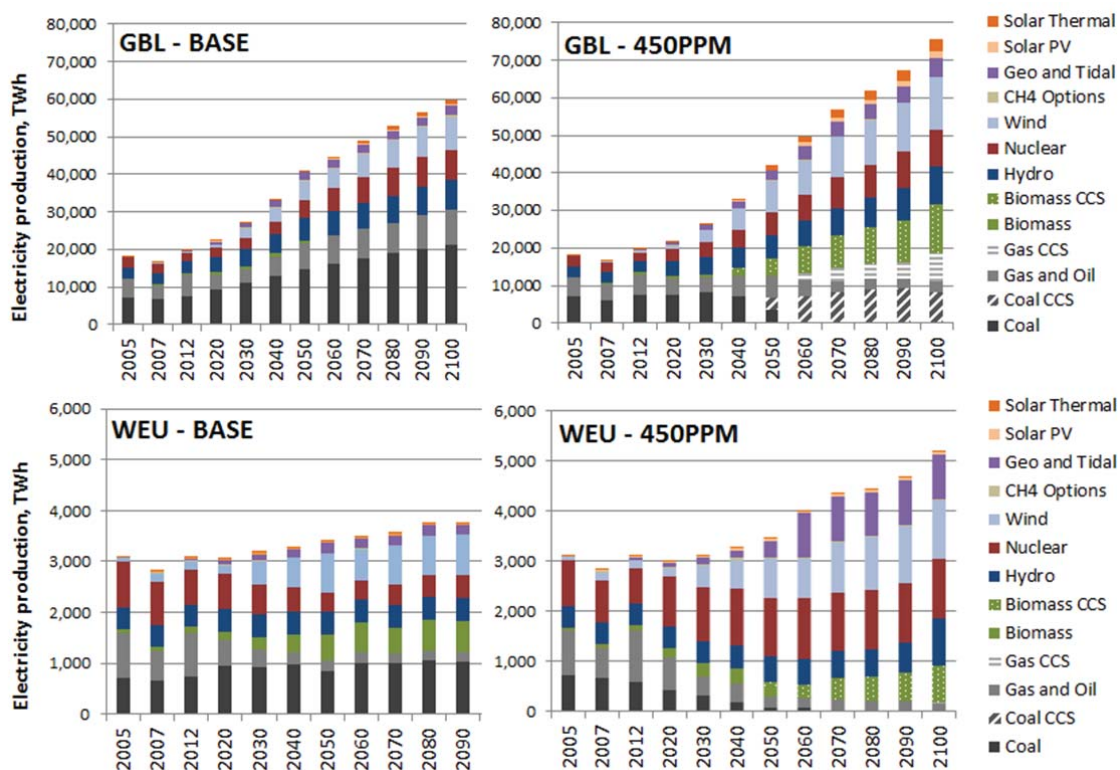 GBL - BASE
Electricity production, TWh
80,000
70,000
60,000
50,000
40,000
30,000
20,000
10,000
0
2005
2007
2012
2020
2030
2040
2050
2060
2070
2080
2090
2100
GBL - 450PPM
80,000
70,000
60,000
50,000
40,000
30,000
20,000
10,000
0
2005
2007
2012
2020
2030
2040
2050
2060
2070
2080
2090
2100
Solar Thermal
Solar PV
Geo and Tidal
CH4 Options
Wind
Nuclear
Hydro
Biomass CCS
Biomass
Gas CCS
Gas and Oil
Coal CCS
Coal
WEU - BASE
Electricity production, TWh
6,000
5,000
4,000
3,000
2,000
1,000
0
2005
2007
2012
2020
2030
2040
2050
2060
2070
2080
2090
WEU - 450PPM
6,000
5,000
4,000
3,000
2,000
1,000
0
2005
2007
2012
2020
2030
2040
2050
2060
2070
2080
2090
2100
Solar Thermal
Solar PV
Geo and Tidal
CH4 Options
Wind
Nuclear
Hydro
Biomass CCS
Biomass
Gas CCS
Gas and Oil
Coal CCS
Coal